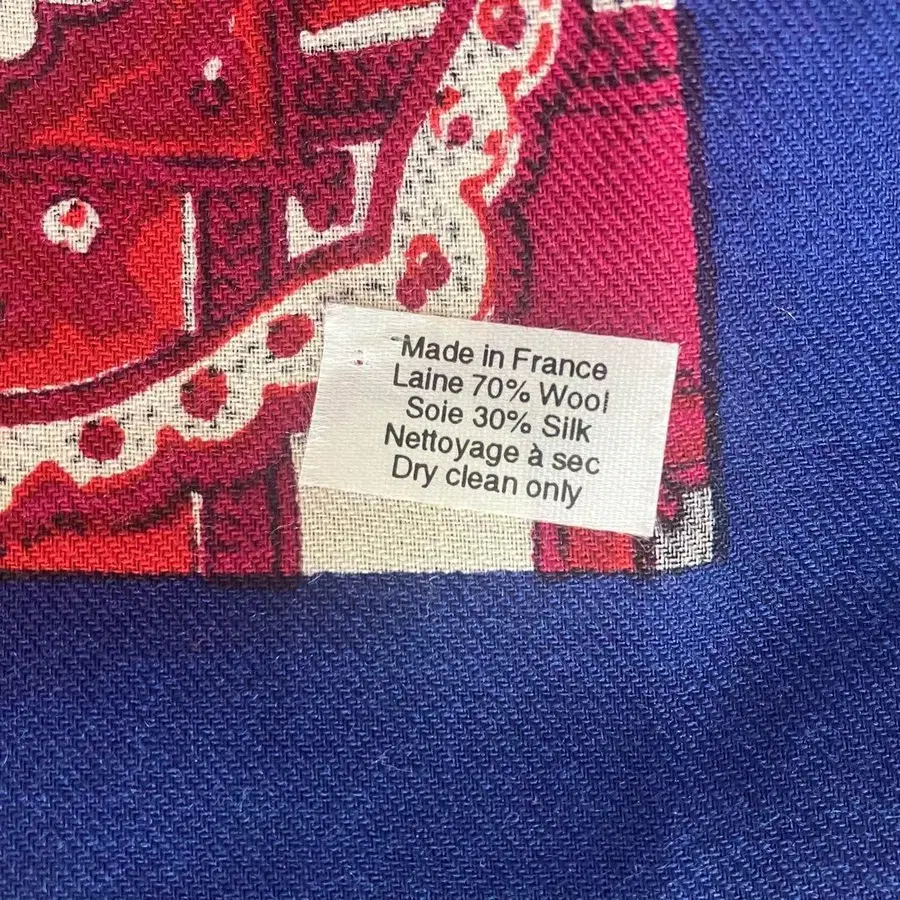 Made in France
Laine 70% Wool
Soie 30% Silk
Nettoyage à sec
Dry clean only